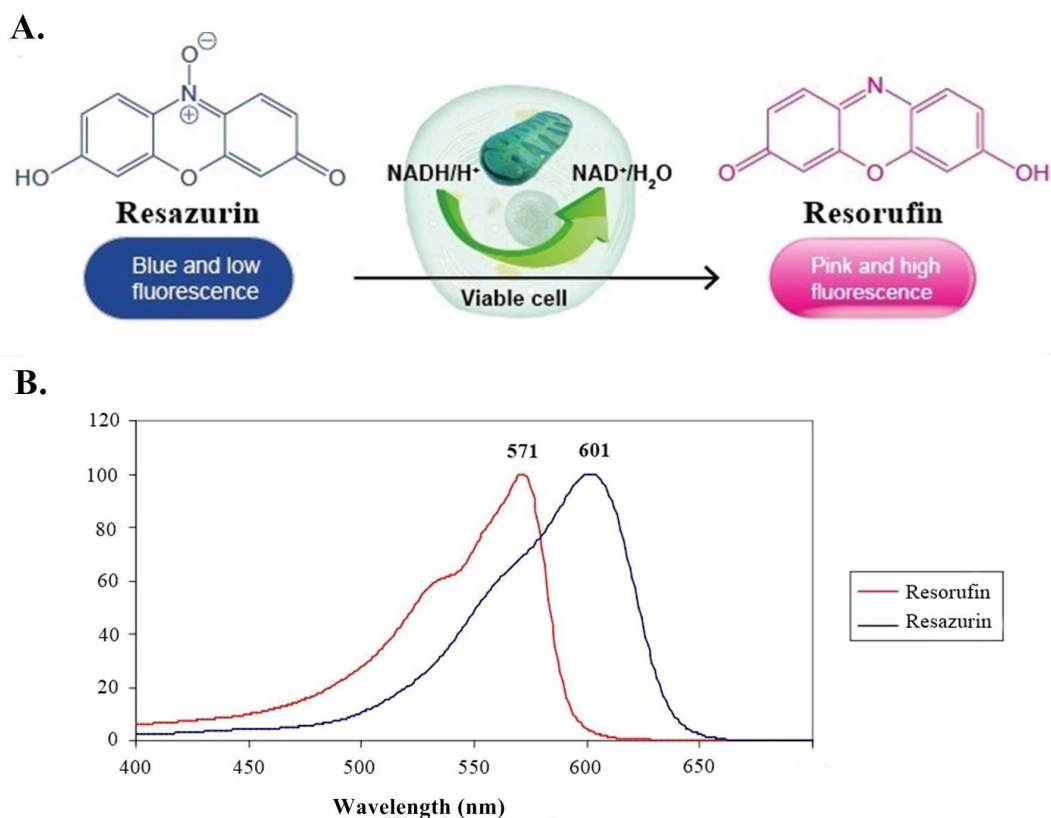 A.
O⊖
N
⊕
HO
O
O
Resazurin
Blue and low
fluorescence
NADH/H⁺
NAD⁺/H₂O
Viable cell
N
O
O
OH
Resorufin
Pink and high
fluorescence
B.
120
100
80
60
40
20
0
571
601
400
450
500
550
600
650
Wavelength (nm)
Resorufin
Resazurin